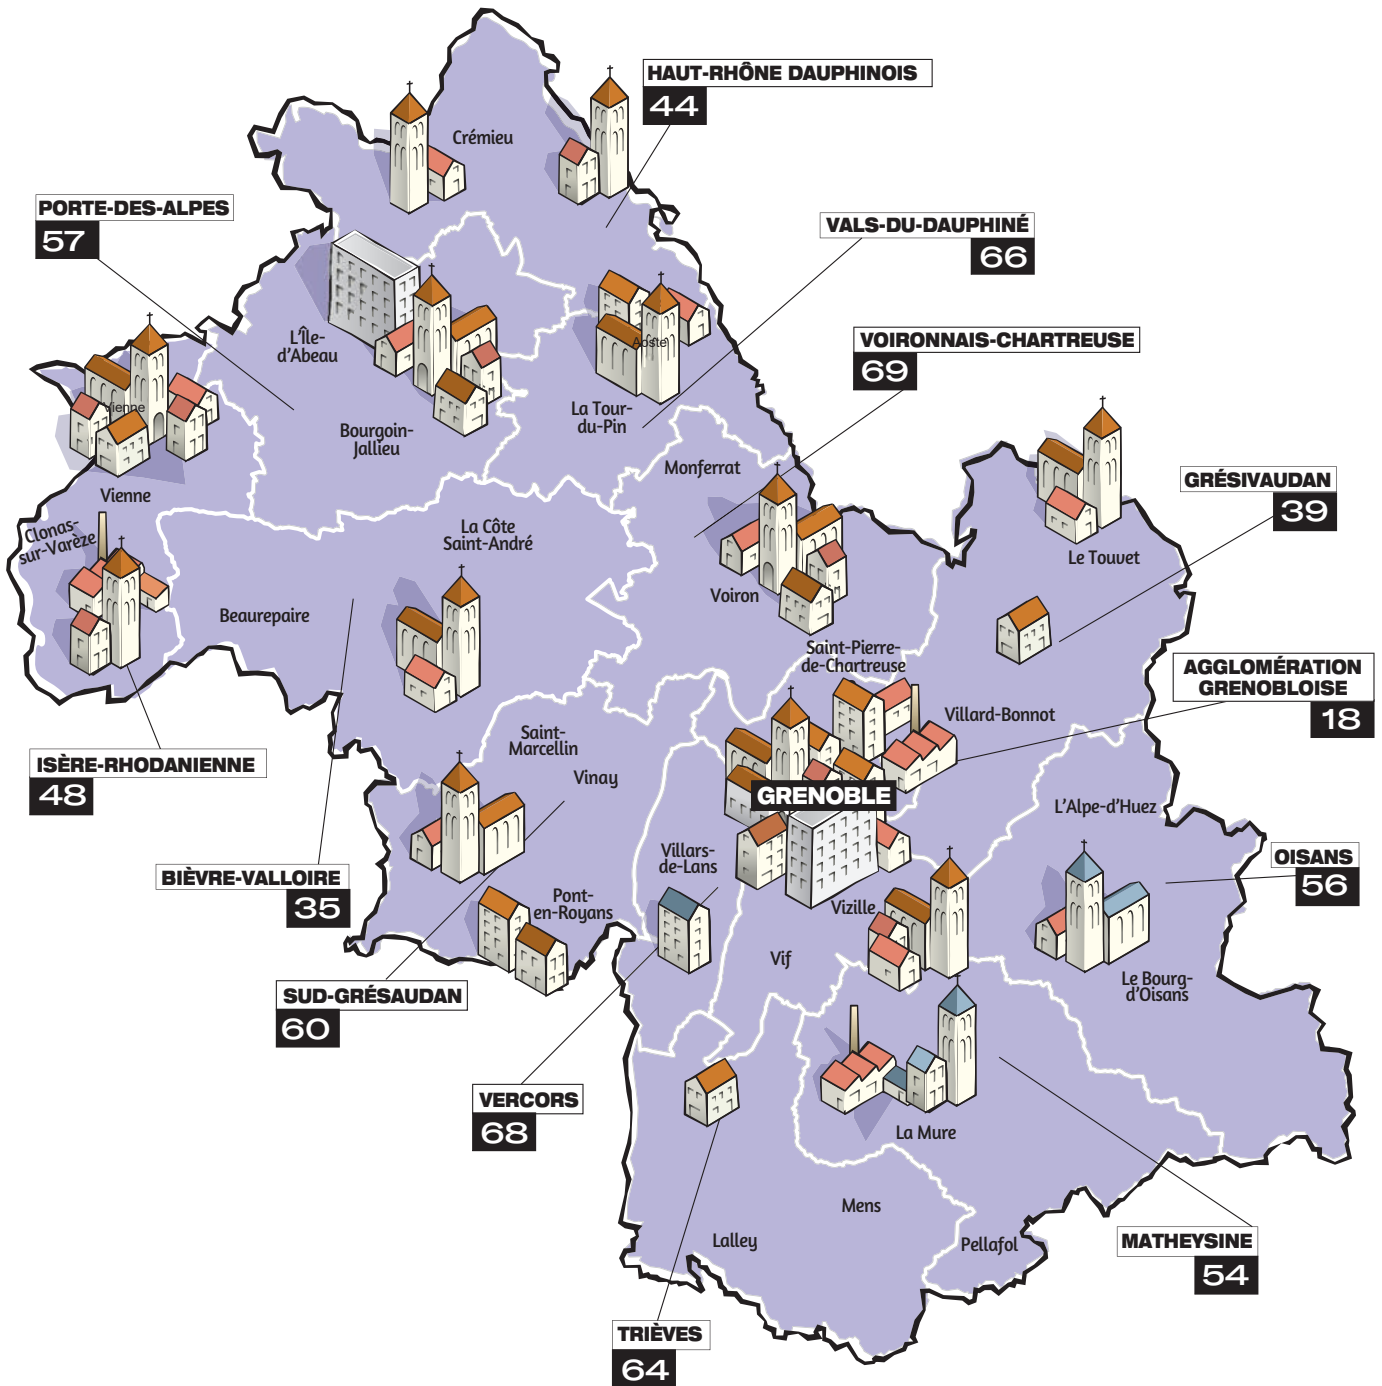 HAUT-RHÔNE DAUPHINOIS
44
Crémieu
PORTE-DES-ALPES
57
VALS-DU-DAUPHINÉ
66
L'Île-
d'Abeau
Aoste
VOIRONNAIS-CHARTREUSE
69
Vienne
La Tour-
du-Pin
Bourgoin-
Jallieu
Monferrat
GRÉSIVAUDAN
39
Vienne
Clonas-
sur-Varèze
La Côte
Saint-André
Le Touvet
Beaurepaire
Voiron
Saint-Pierre-
de-Chartreuse
AGGLOMÉRATION
GRENOBLOISE
18
Villard-Bonnot
Saint-
Marcellin
Vinay
ISÈRE-RHODANIENNE
48
GRENOBLE
L'Alpe-d'Huez
Villars-
de-Lans
OISANS
56
BIÈVRE-VALLOIRE
35
Pont-
en-Royans
Vizille
Vif
Le Bourg-
d'Oisans
SUD-GRÉSAUDAN
60
VERCORS
68
La Mure
Mens
Lalley
Pellafol
MATHEYSINE
54
TRIÈVES
64